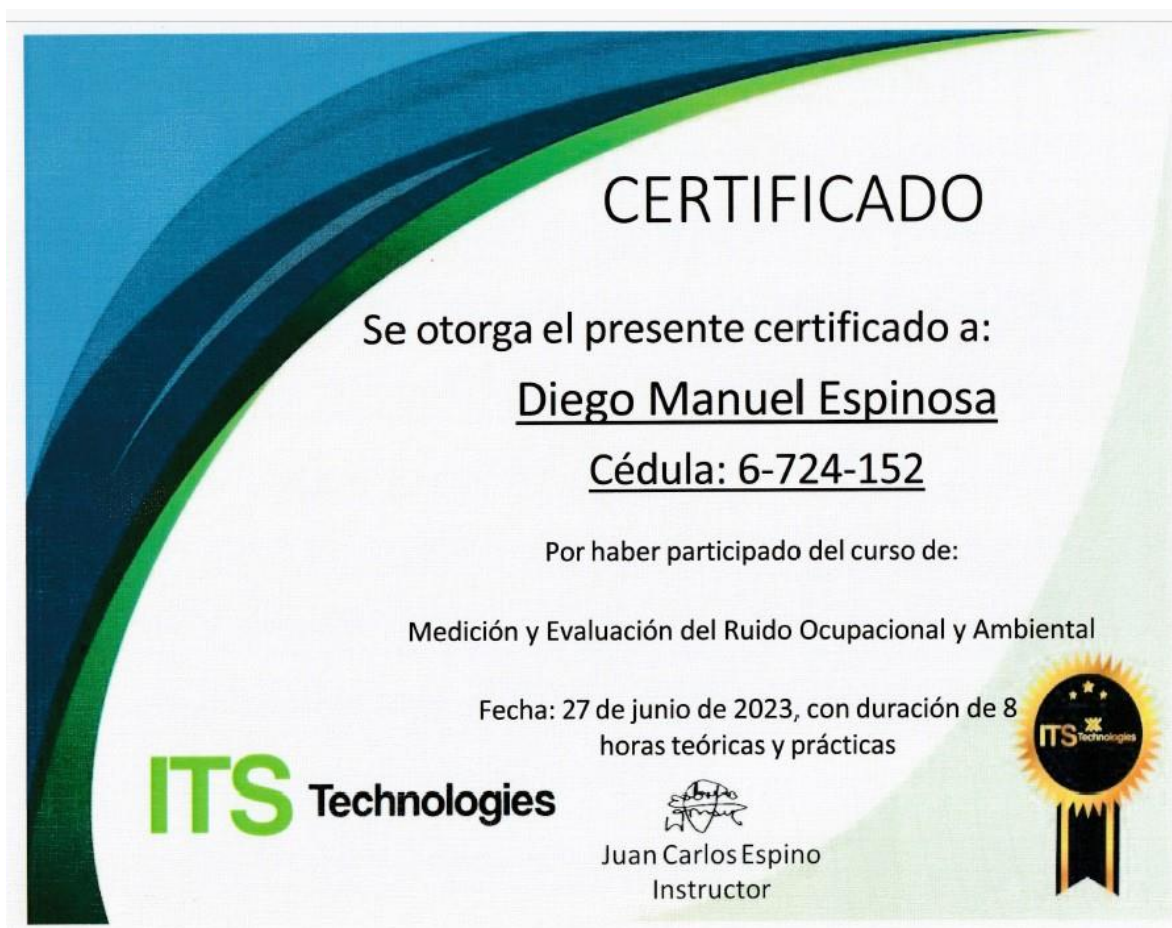 CERTIFICADO
Se otorga el presente certificado a:
Diego Manuel Espinosa
Cédula: 6-724-152
Por haber participado del curso de:
Medición y Evaluación del Ruido Ocupacional y Ambiental
Fecha: 27 de junio de 2023, con duración de 8
horas teóricas y prácticas
ITS Technologies
ITS Technologies
Juan Carlos Espino
Instructor